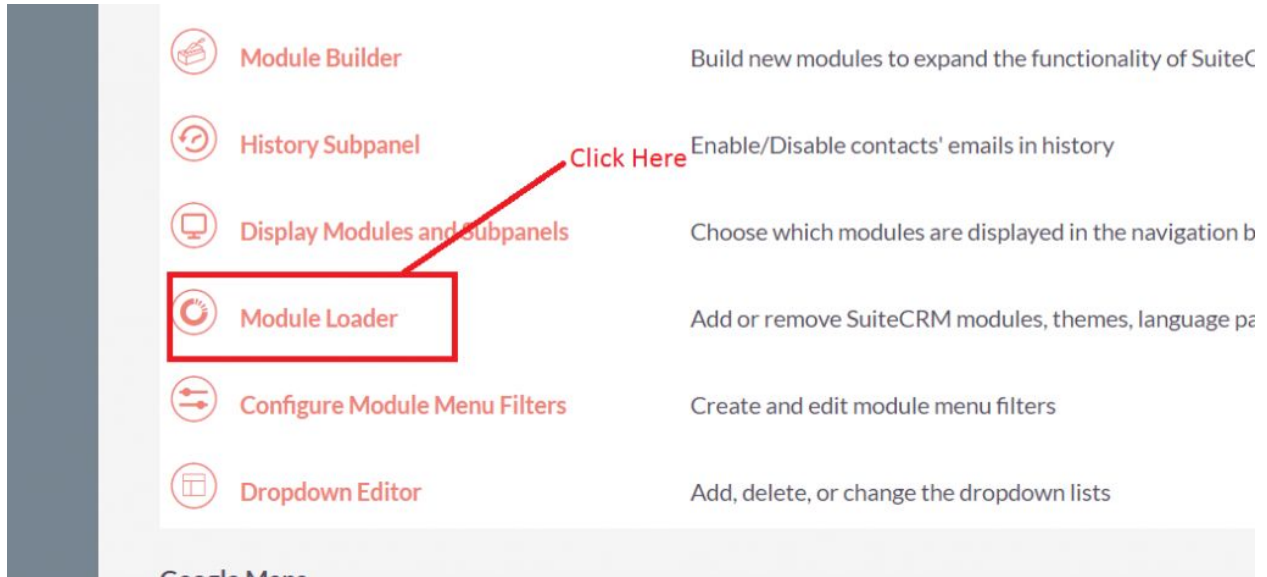 Module Builder Build new modules to expand the functionality of
History Subpanel Enable/Disable contacts' emails in history
Click Here
Display Modules and Subpanels Choose which modules are displayed in the navigation
Module Loader Add or remove SuiteCRM modules, themes, language
Configure Module Menu Filters Create and edit module menu filters
Dropdown Editor Add, delete, or change the dropdown lists
Google Maps